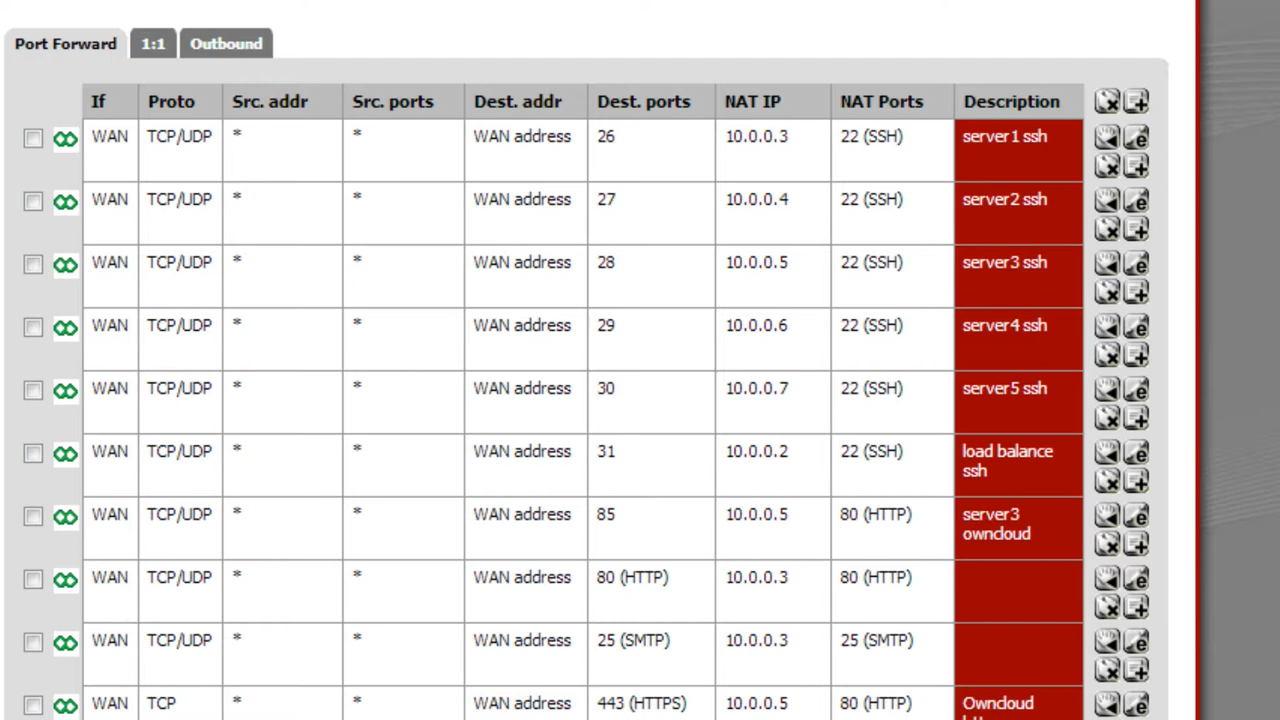 Port Forward 1:1 Outbound
If Proto Src. addr Src. ports Dest. addr Dest. ports NAT IP NAT Ports Description
WAN TCP/UDP * * WAN address 26 10.0.0.3 22 (SSH) server1 ssh
WAN TCP/UDP * * WAN address 27 10.0.0.4 22 (SSH) server2 ssh
WAN TCP/UDP * * WAN address 28 10.0.0.5 22 (SSH) server3 ssh
WAN TCP/UDP * * WAN address 29 10.0.0.6 22 (SSH) server4 ssh
WAN TCP/UDP * * WAN address 30 10.0.0.7 22 (SSH) server5 ssh
WAN TCP/UDP * * WAN address 31 10.0.0.2 22 (SSH) load balance
ssh
WAN TCP/UDP * * WAN address 85 10.0.0.5 80 (HTTP) server3
owncloud
WAN TCP/UDP * * WAN address 80 (HTTP) 10.0.0.3 80 (HTTP)
WAN TCP/UDP * * WAN address 25 (SMTP) 10.0.0.3 25 (SMTP)
WAN TCP * * WAN address 443 (HTTPS) 10.0.0.5 80 (HTTP) Owncloud